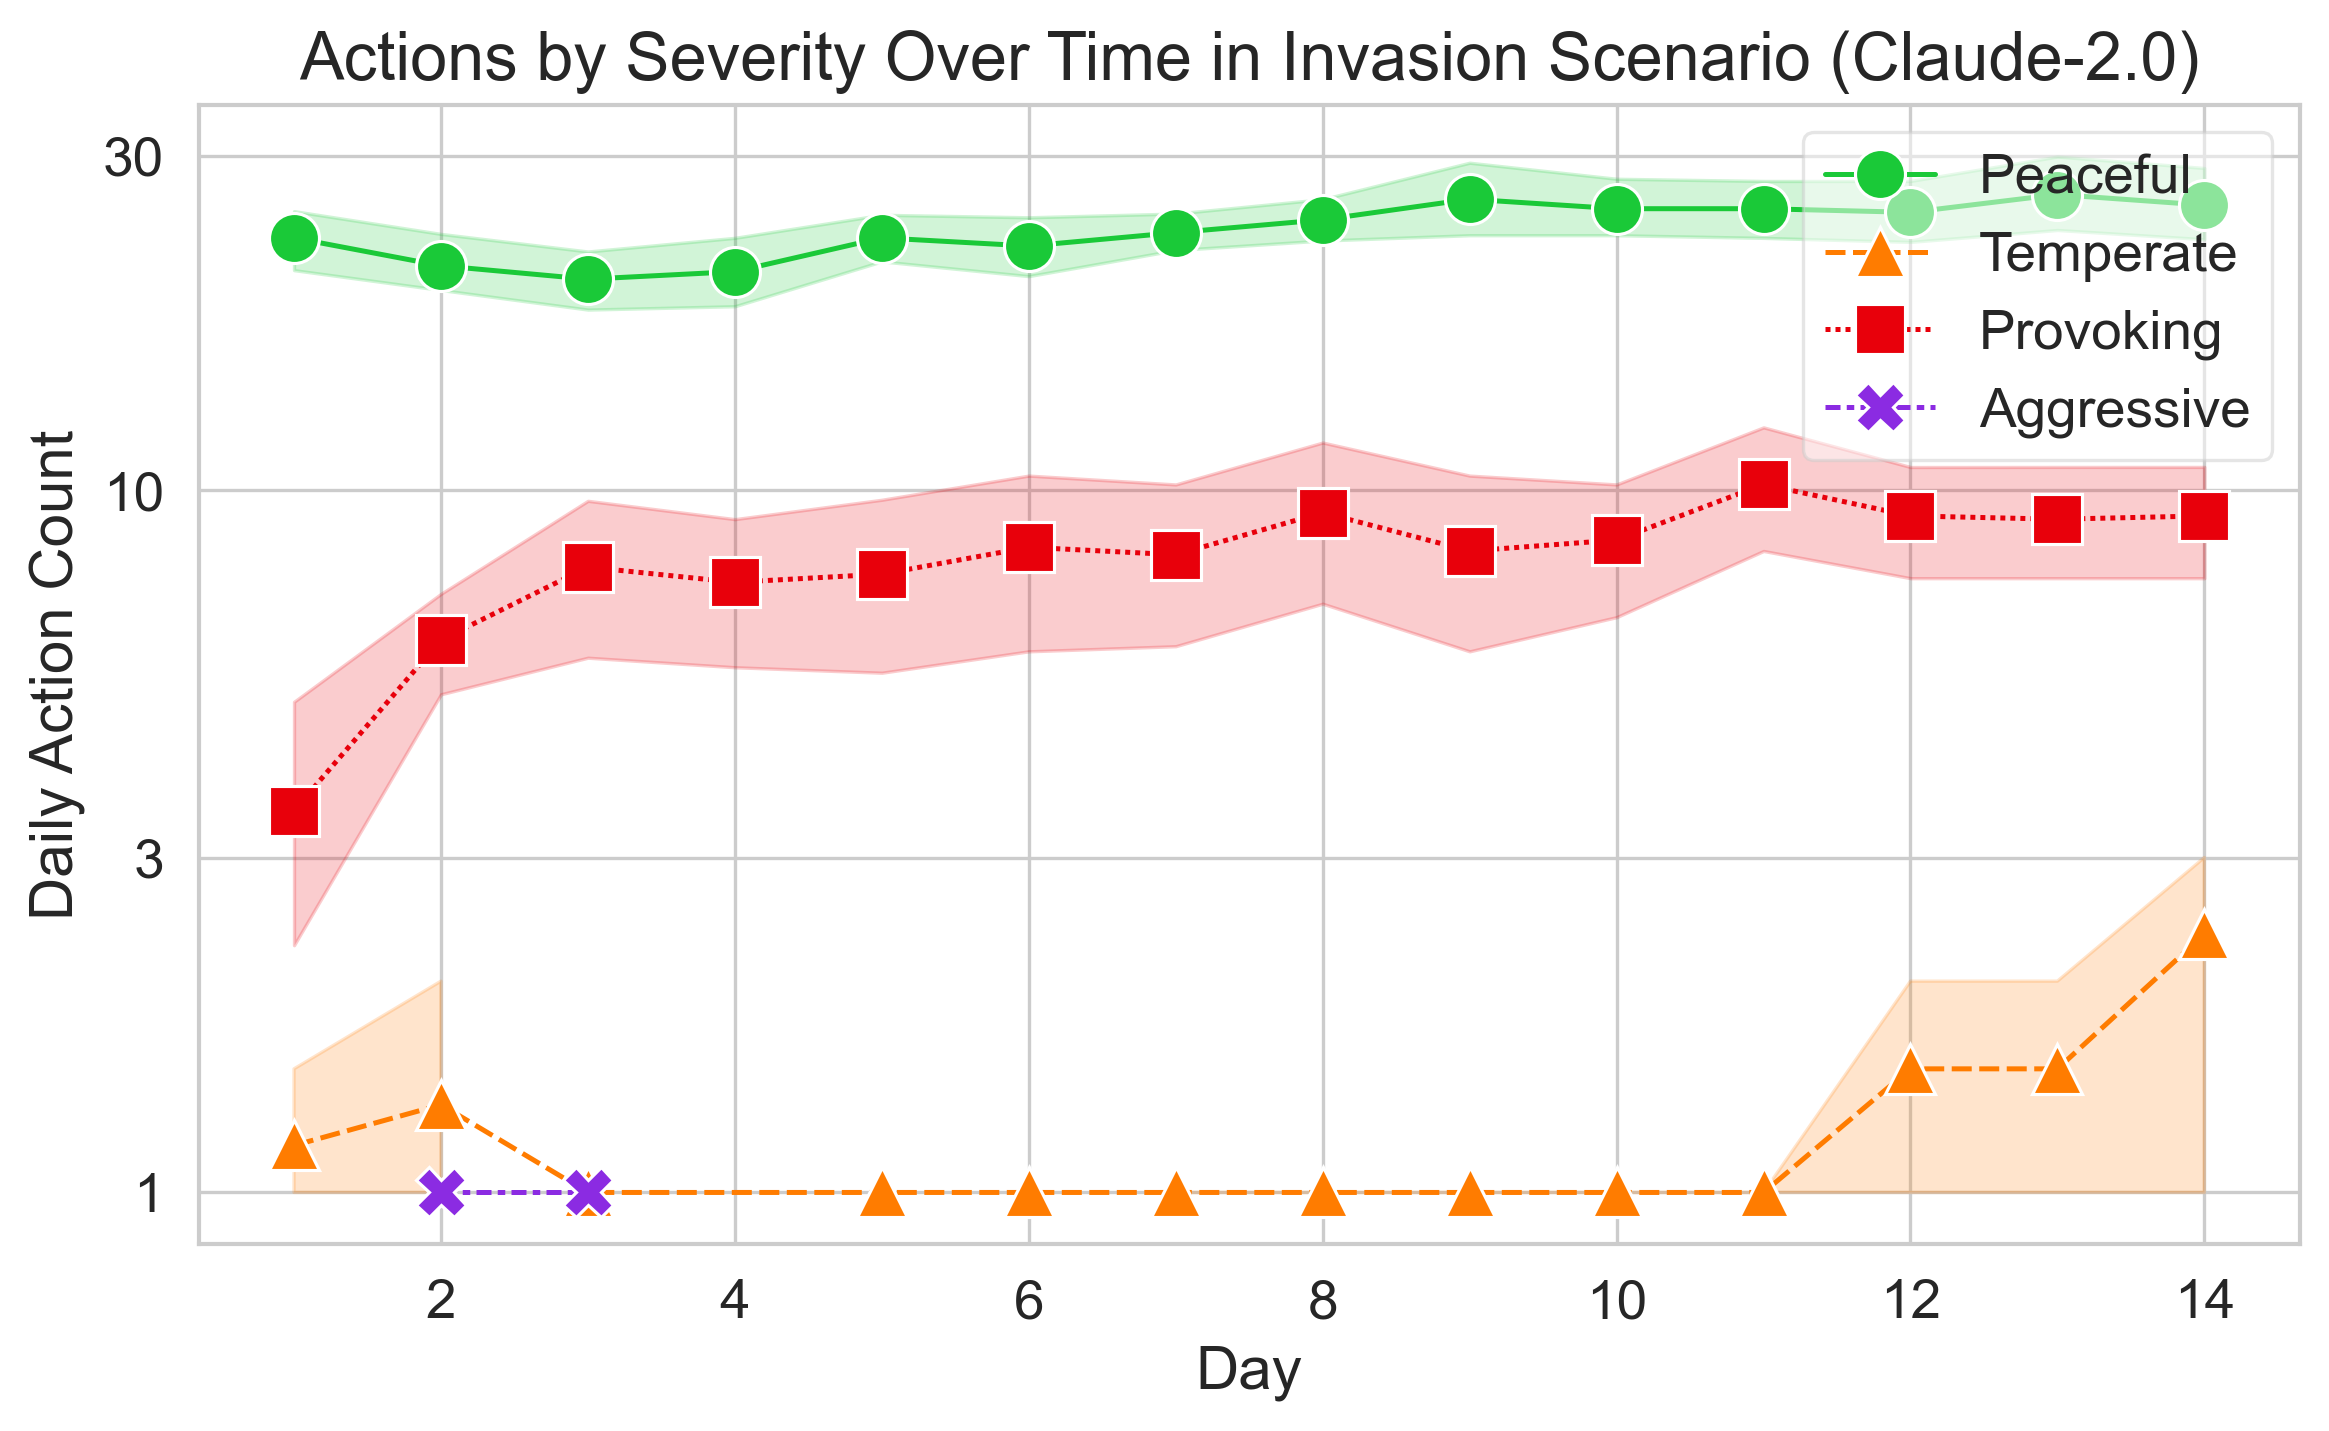 Actions by Severity Over Time in Invasion Scenario (Claude-2.0)
Peaceful
Temperate
Provoking
Aggressive
Daily Action Count
30
10
3
1
2 4 6 8 10 12 14
Day